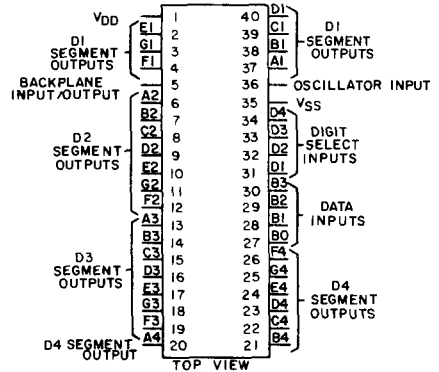 VDD 1 40 D1
E1 2 39 C1
G1 3 38 B1
F1 4 37 A1
D1 SEGMENT OUTPUTS
D1 SEGMENT OUTPUTS
BACKPLANE INPUT/OUTPUT 5 36 OSCILLATOR INPUT
A2 6 35 VSS
B2 7 34 D4
C2 8 33 D3
D2 9 32 D2
E2 10 31 D1
D2 SEGMENT OUTPUTS
DIGIT SELECT INPUTS
G2 11 30 B3
F2 12 29 B2
A3 13 28 B1
B3 14 27 B0
DATA INPUTS
C3 15 26 F4
D3 16 25 G4
E3 17 24 E4
G3 18 23 D4
F3 19 22 C4
D3 SEGMENT OUTPUTS
D4 SEGMENT OUTPUTS
D4 SEGMENT OUTPUT A4 20 21 B4
TOP VIEW